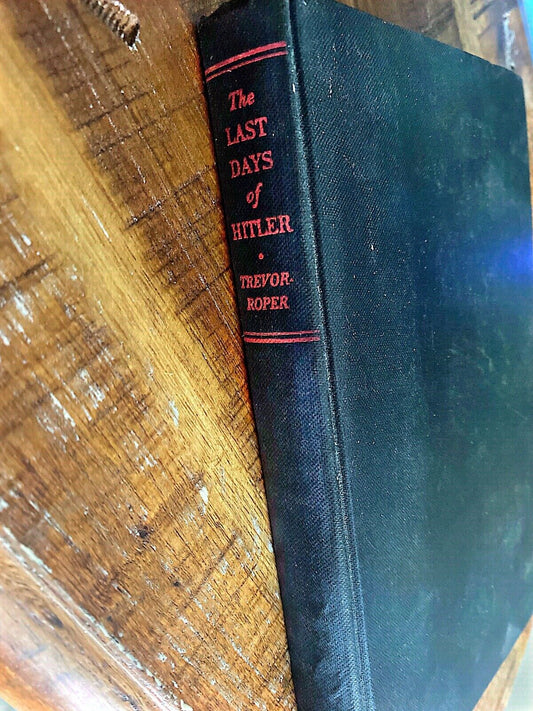 The
LAST
DAYS
of
HITLER
•
TREVOR-
ROPER